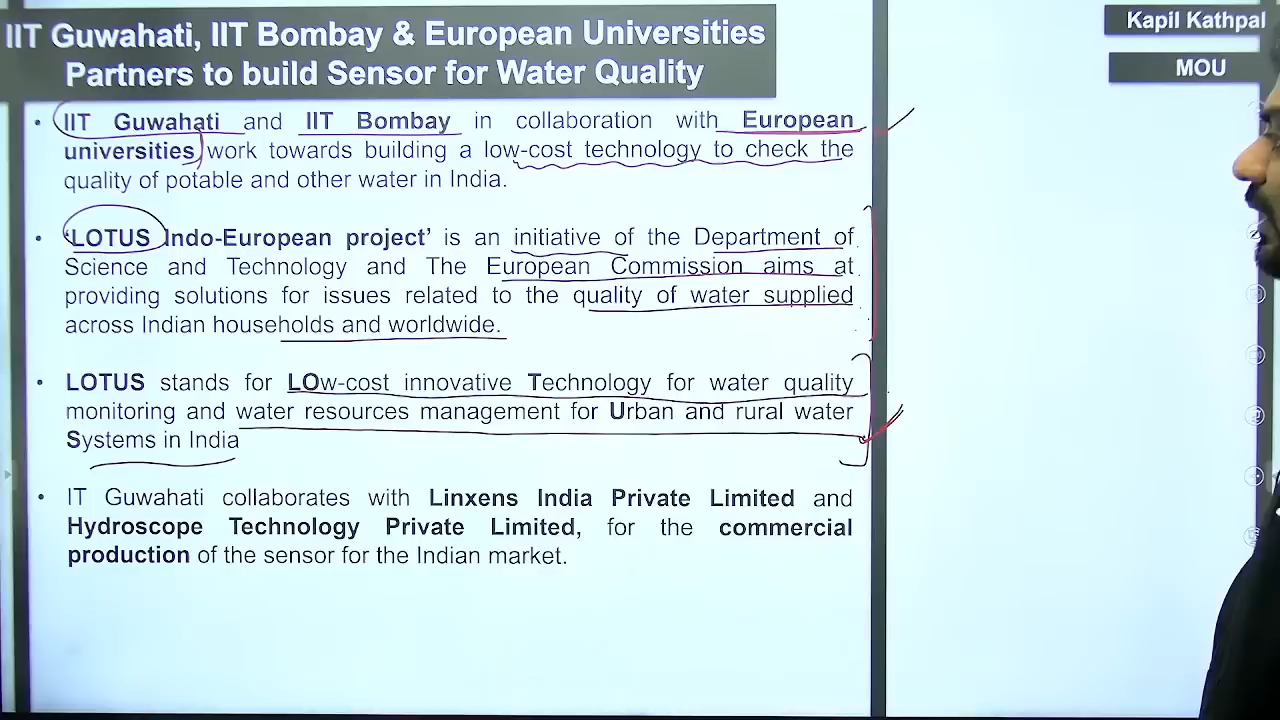 IIT Guwahati, IIT Bombay & European Universities
Partners to build Sensor for Water Quality
Kapil Kathpal
MOU
• IIT Guwahati and IIT Bombay in collaboration with European
universities work towards building a low-cost technology to check the
quality of potable and other water in India.
• ‘LOTUS Indo-European project’ is an initiative of the Department of
Science and Technology and The European Commission aims at
providing solutions for issues related to the quality of water supplied
across Indian households and worldwide.
• LOTUS stands for LOw-cost innovative Technology for water quality
monitoring and water resources management for Urban and rural water
Systems in India
• IT Guwahati collaborates with Linxens India Private Limited and
Hydroscope Technology Private Limited, for the commercial
production of the sensor for the Indian market.